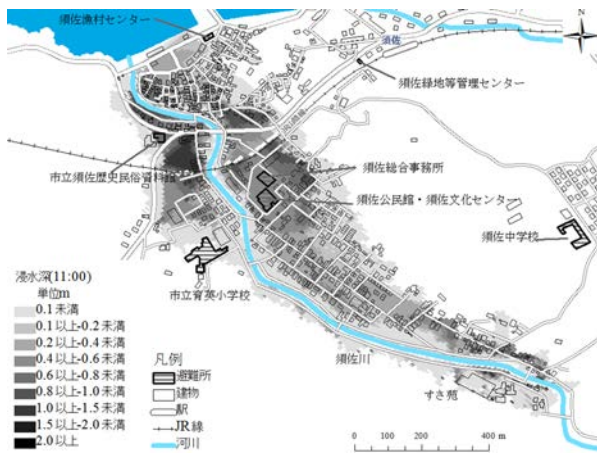 須佐漁村センター
N
須佐
須佐緑地等管理センター
市立須佐歴史民俗資料館
須佐総合事務所
須佐公民館・須佐文化センター
須佐中学校
市立育英小学校
須佐川
すさ苑
浸水深(11:00)
単位m
0.1未満
0.1以上-0.2未満
0.2以上-0.4未満
0.4以上-0.6未満
0.6以上-0.8未満
0.8以上-1.0未満
1.0以上-1.5未満
1.5以上-2.0未満
2.0以上
凡例
避難所
建物
駅
JR線
河川
0 100 200 400 m